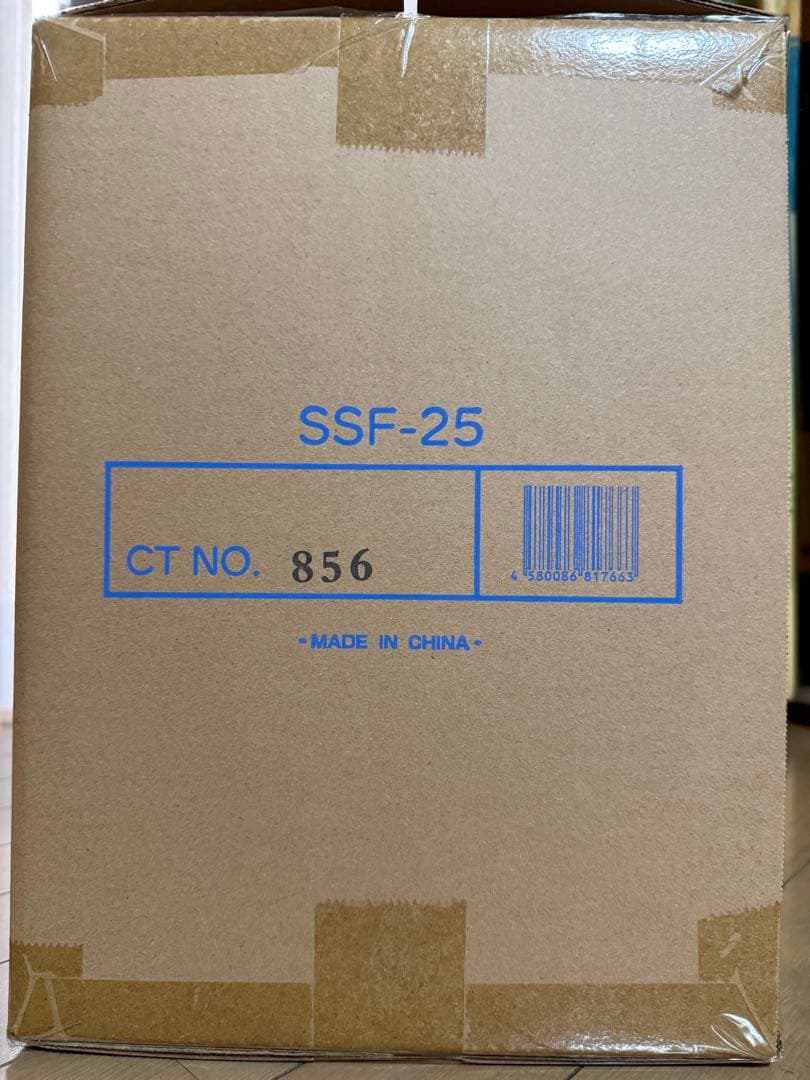 SSF-25
CT NO. 856
4 580086 817663
-MADE IN CHINA-